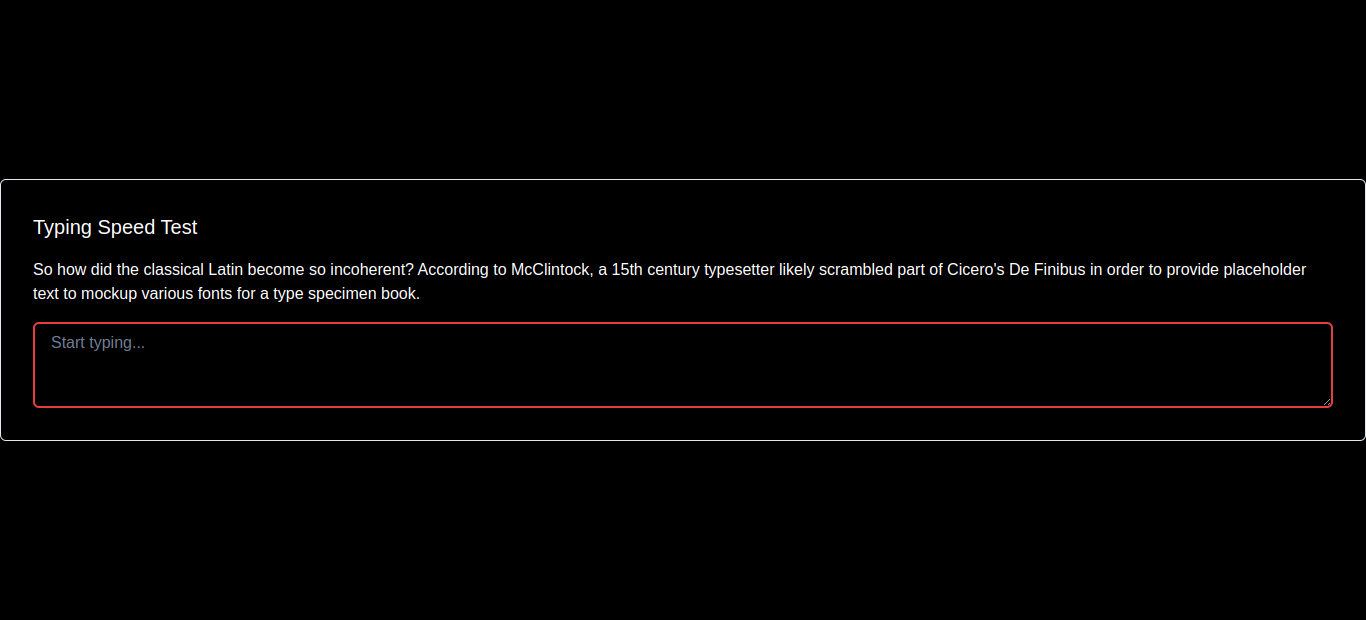 Typing Speed Test
So how did the classical Latin become so incoherent? According to McClintock, a 15th century typesetter likely scrambled part of Cicero's De Finibus in order to provide placeholder
text to mockup various fonts for a type specimen book.
Start typing...